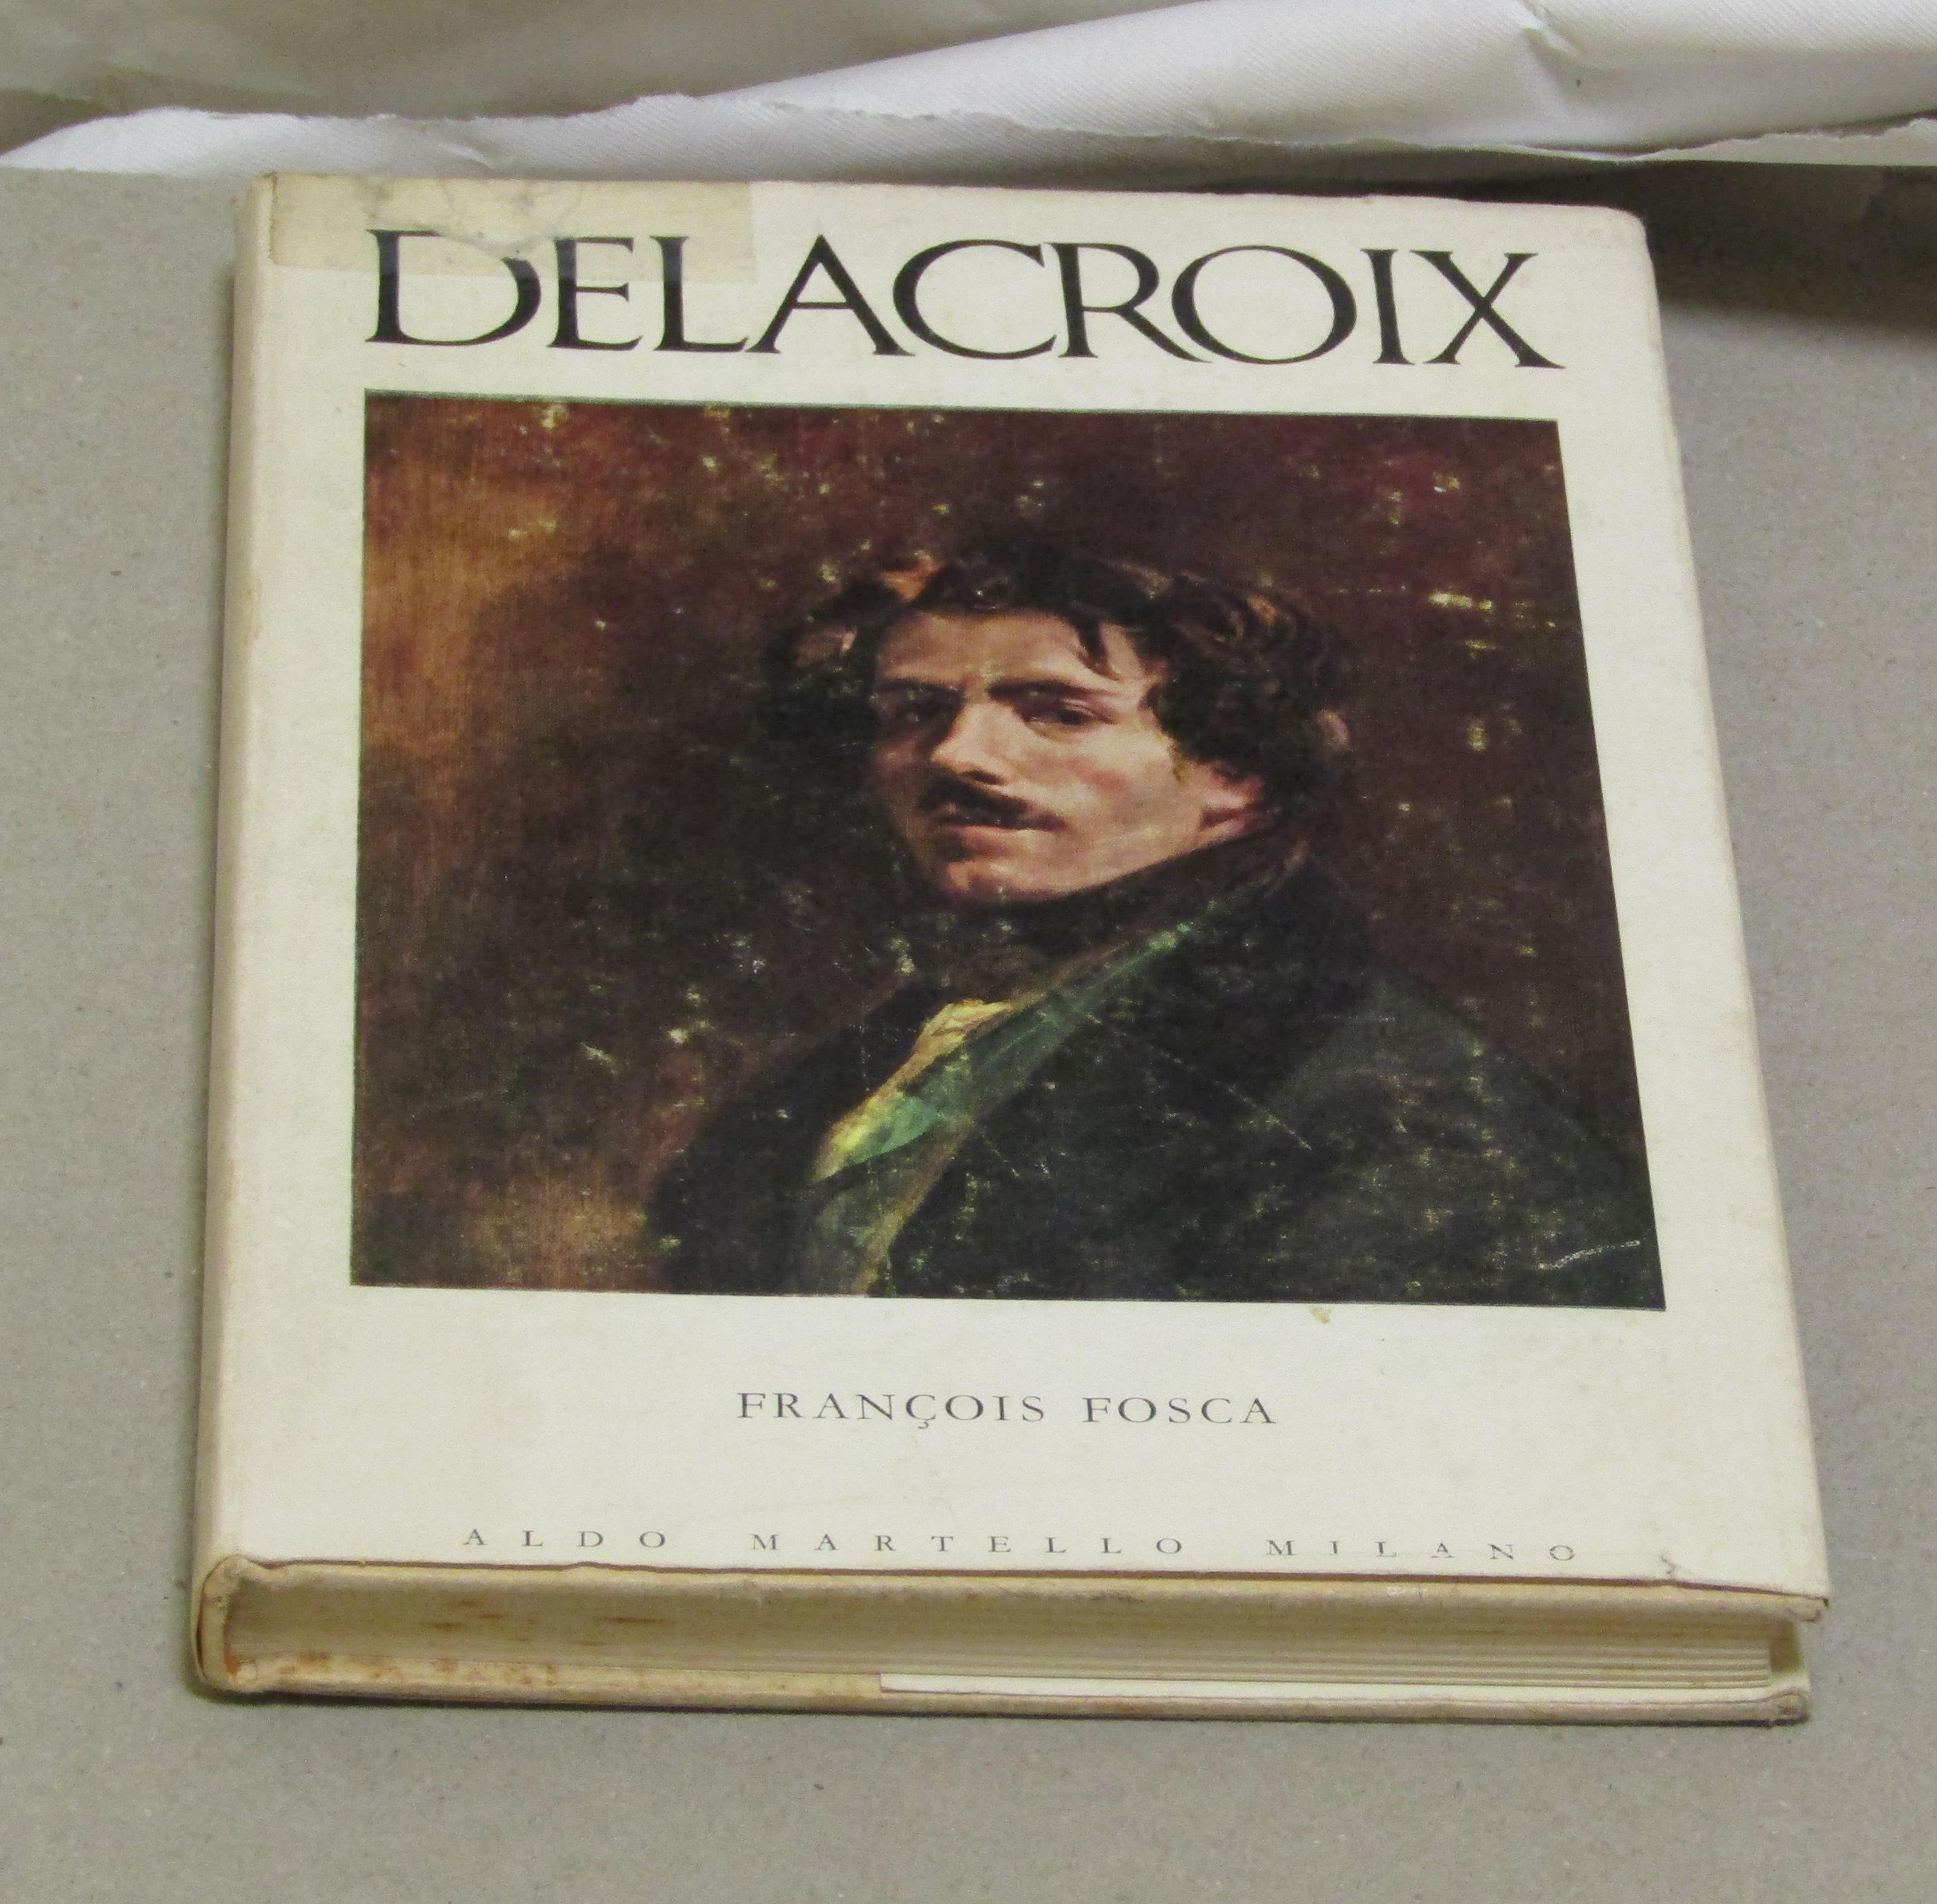 DELACROIX
FRANÇOIS FOSCA
ALDO MARTELLO MILANO